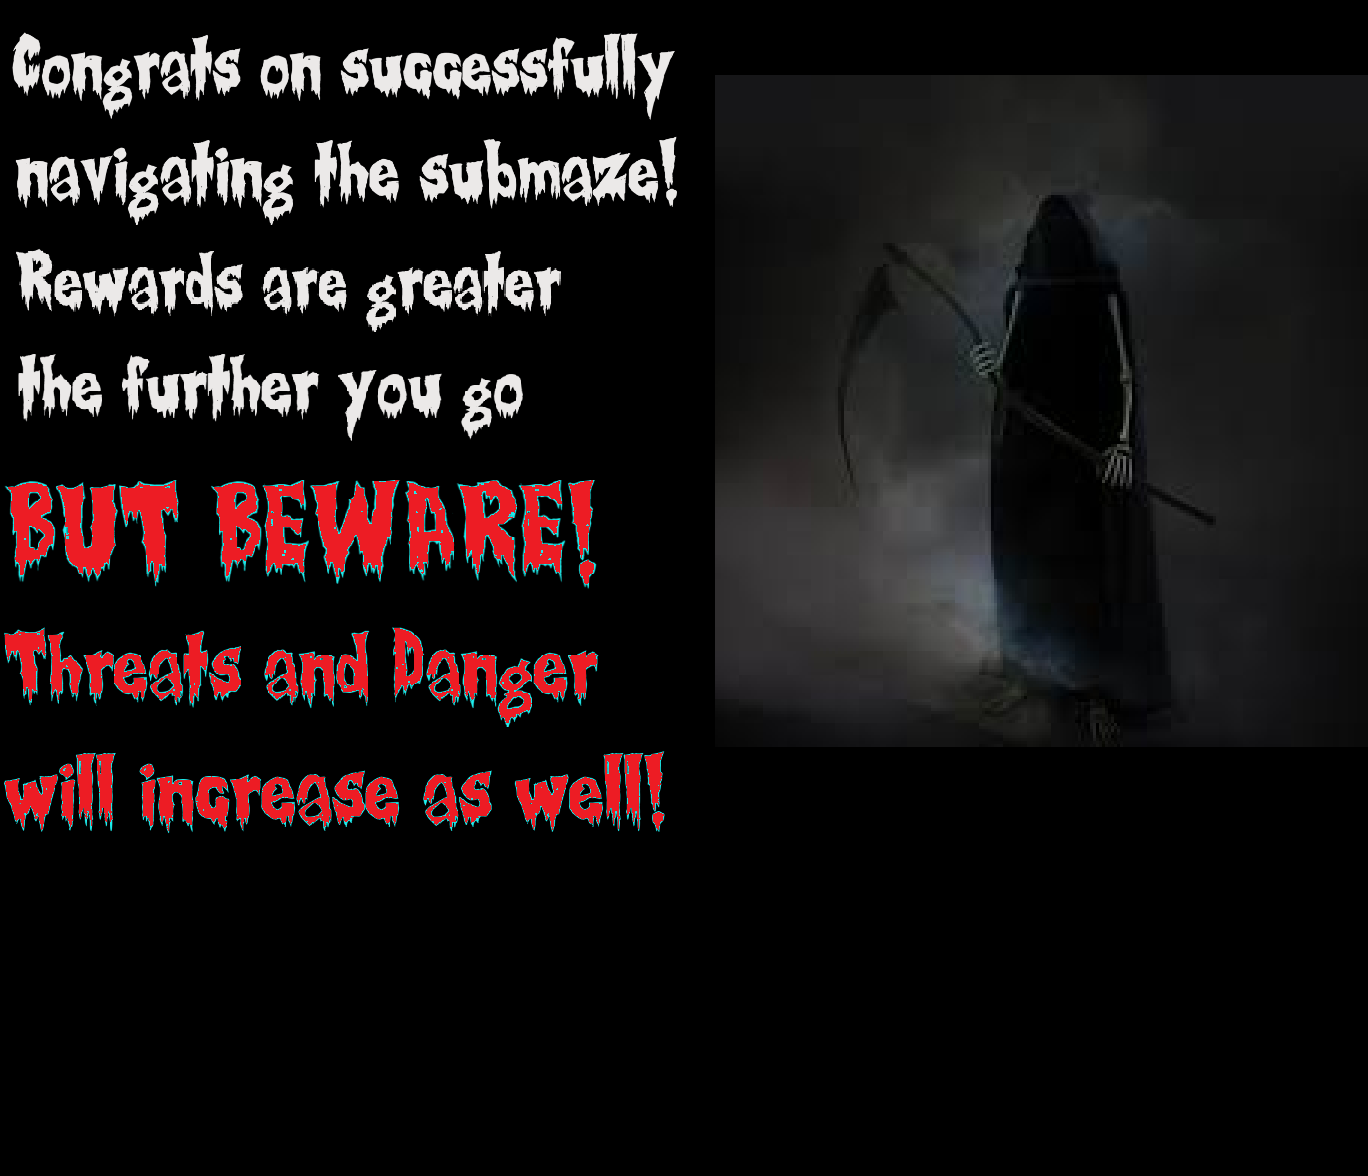 Congrats on successfully
navigating the submaze!
Rewards are greater
the further you go
BUT BEWARE!
Threats and Danger
will increase as well!